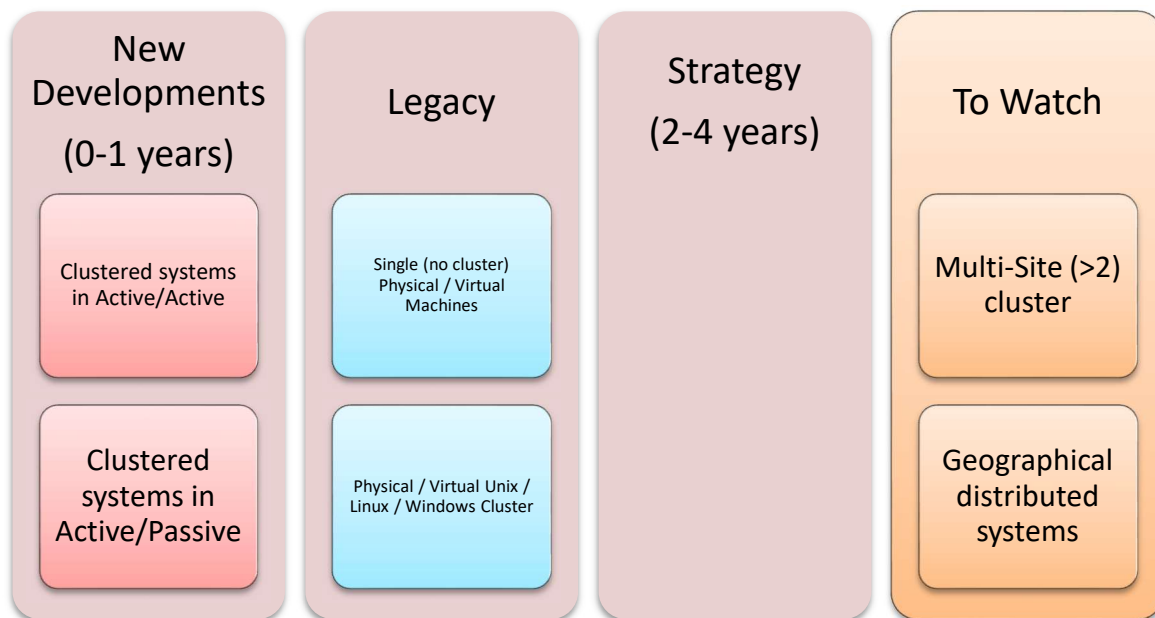 New
Developments
(0-1 years)
Clustered systems
in Active/Active
Clustered
systems in
Active/Passive
Legacy
Single (no cluster)
Physical / Virtual
Machines
Physical / Virtual Unix /
Linux / Windows Cluster
Strategy
(2-4 years)
To Watch
Multi-Site (>2)
cluster
Geographical
distributed
systems